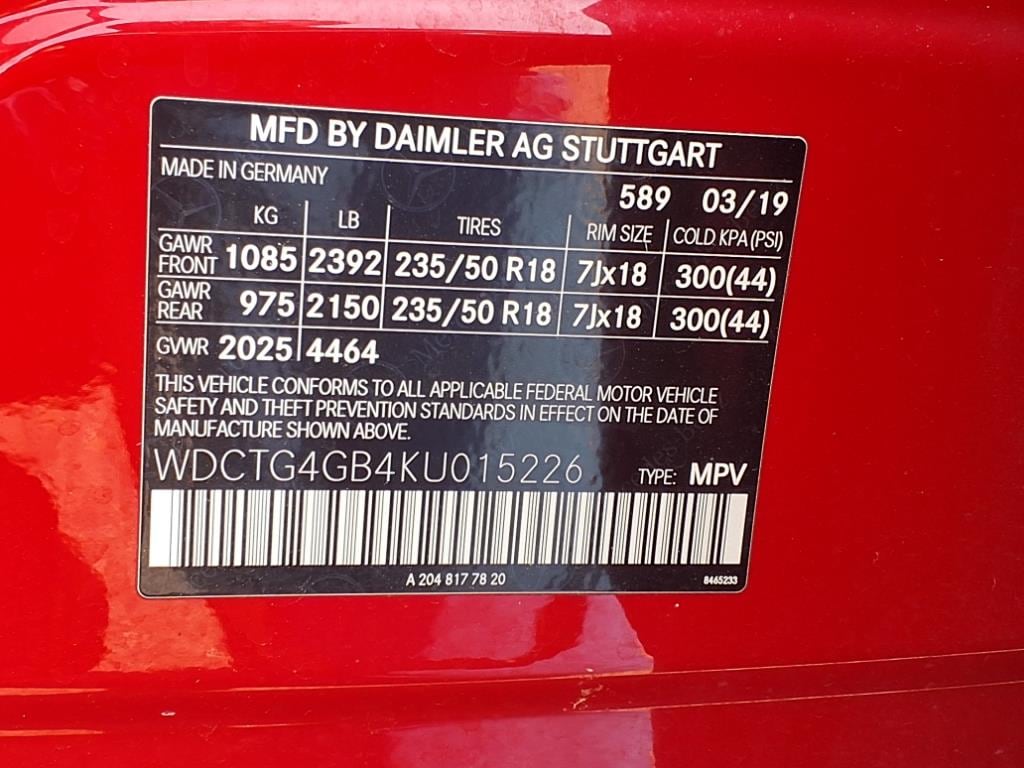 MFD BY DAIMLER AG STUTTGART
MADE IN GERMANY 589 03/19
KG LB TIRES RIM SIZE COLD KPA (PSI)
GAWR FRONT 1085 2392 235/50 R18 7Jx18 300(44)
GAWR REAR 975 2150 235/50 R18 7Jx18 300(44)
GVWR 2025 4464
THIS VEHICLE CONFORMS TO ALL APPLICABLE FEDERAL MOTOR VEHICLE
SAFETY AND THEFT PREVENTION STANDARDS IN EFFECT ON THE DATE OF
MANUFACTURE SHOWN ABOVE.
WDCTG4GB4KU015226 TYPE: MPV
A 204 817 78 20 8465233